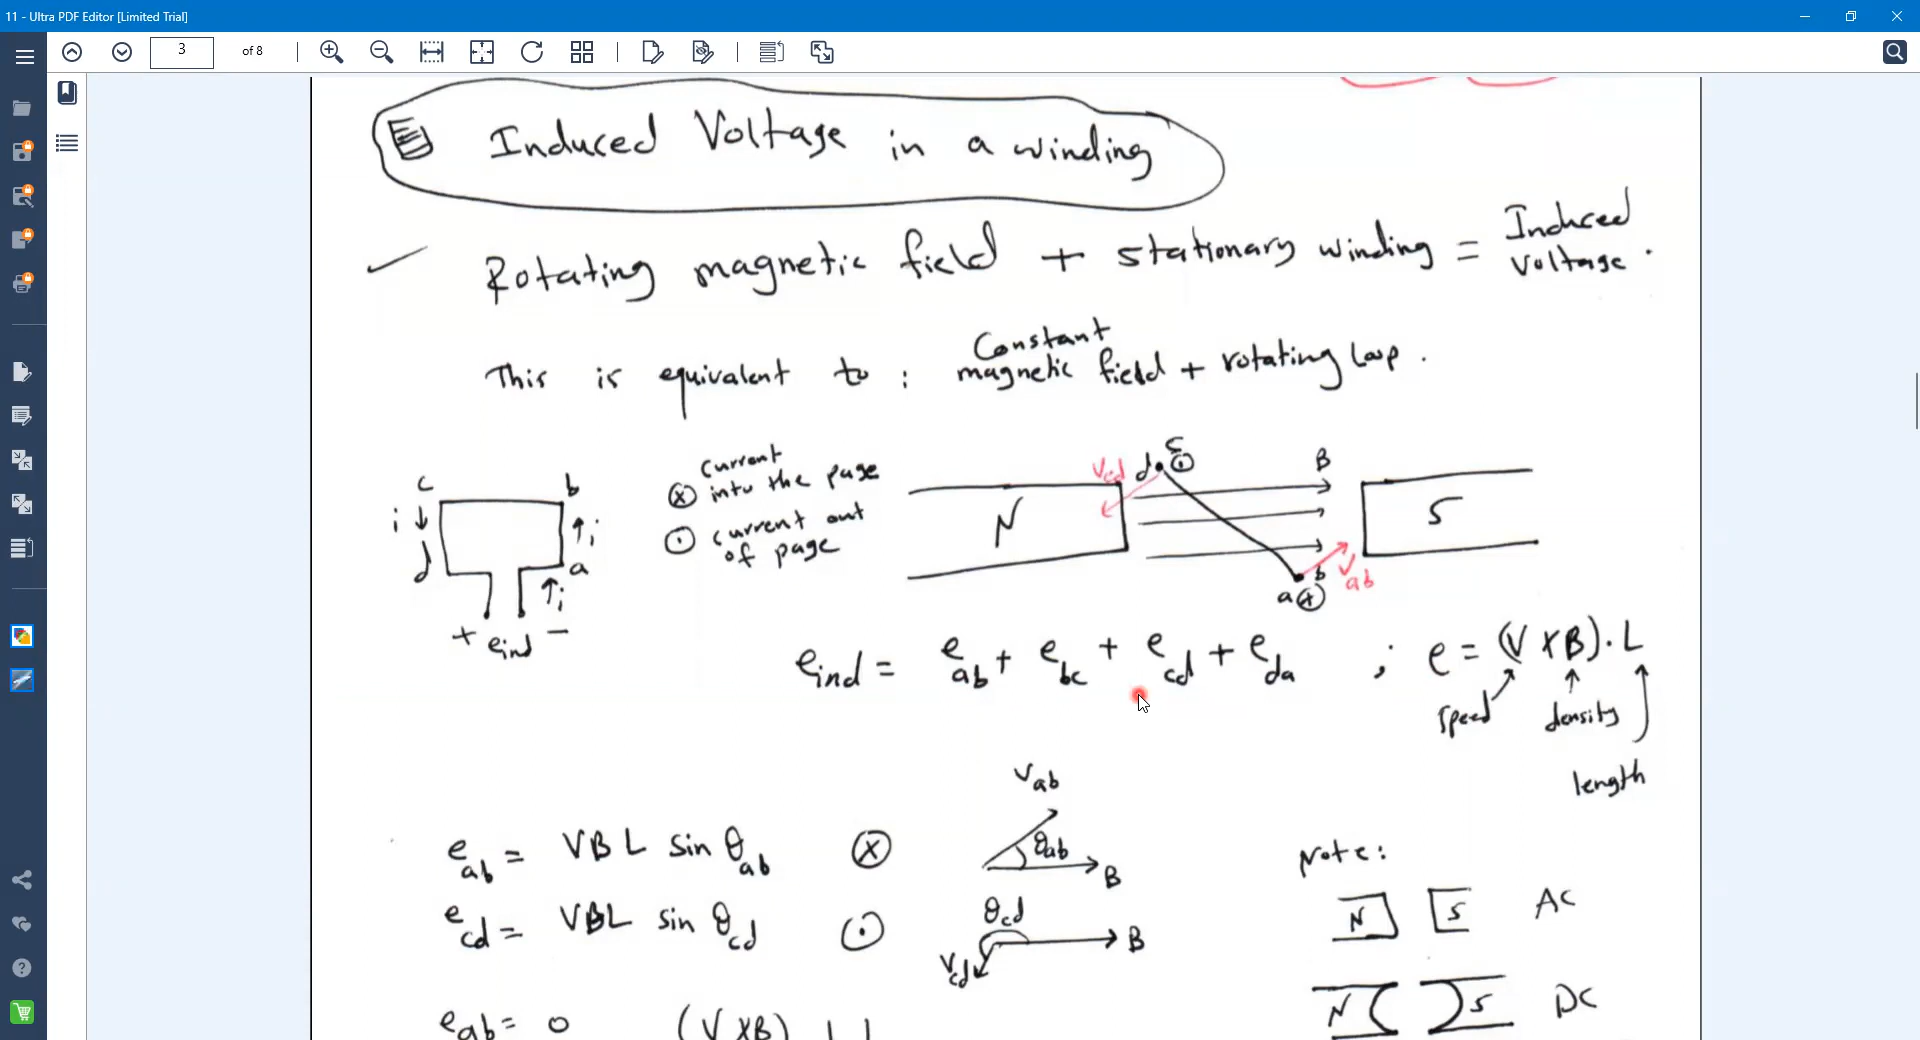 11 - Ultra PDF Editor [Limited Trial]
3 of 8
Induced Voltage in a winding
Rotating magnetic field + stationary winding = Induced voltage.
This is equivalent to : Constant magnetic field + rotating loop.
c b
i i
d a
i
+ eind -
⊗ current into the page
⊙ current out of page
N
Vcd d c ⊙
B
S
b Vab
a ⊗
eind = eab + ebc + ecd + eda ; e = (V X B) . L
speed density length
eab = VBL sin θab ⊗
Vab
θab
B
ecd = VBL sin θcd ⊙
θcd
B
Vcd
Note:
N S AC
N S DC
eab = 0 (V X B)